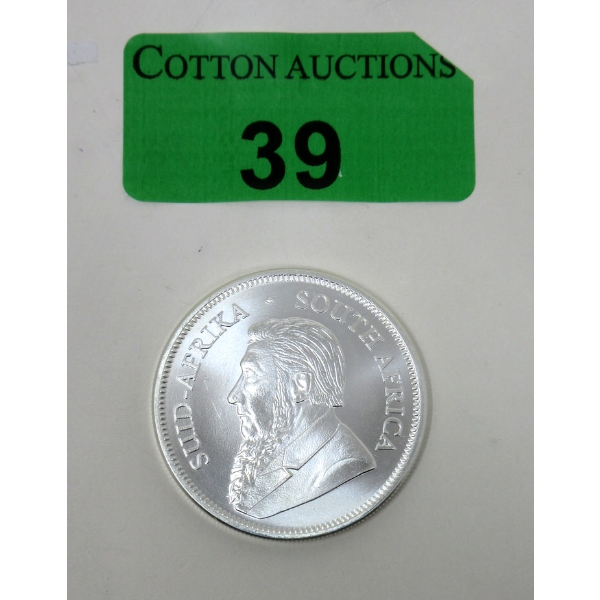 COTTON AUCTIONS
39
SUID-AFRIKA · SOUTH AFRICA